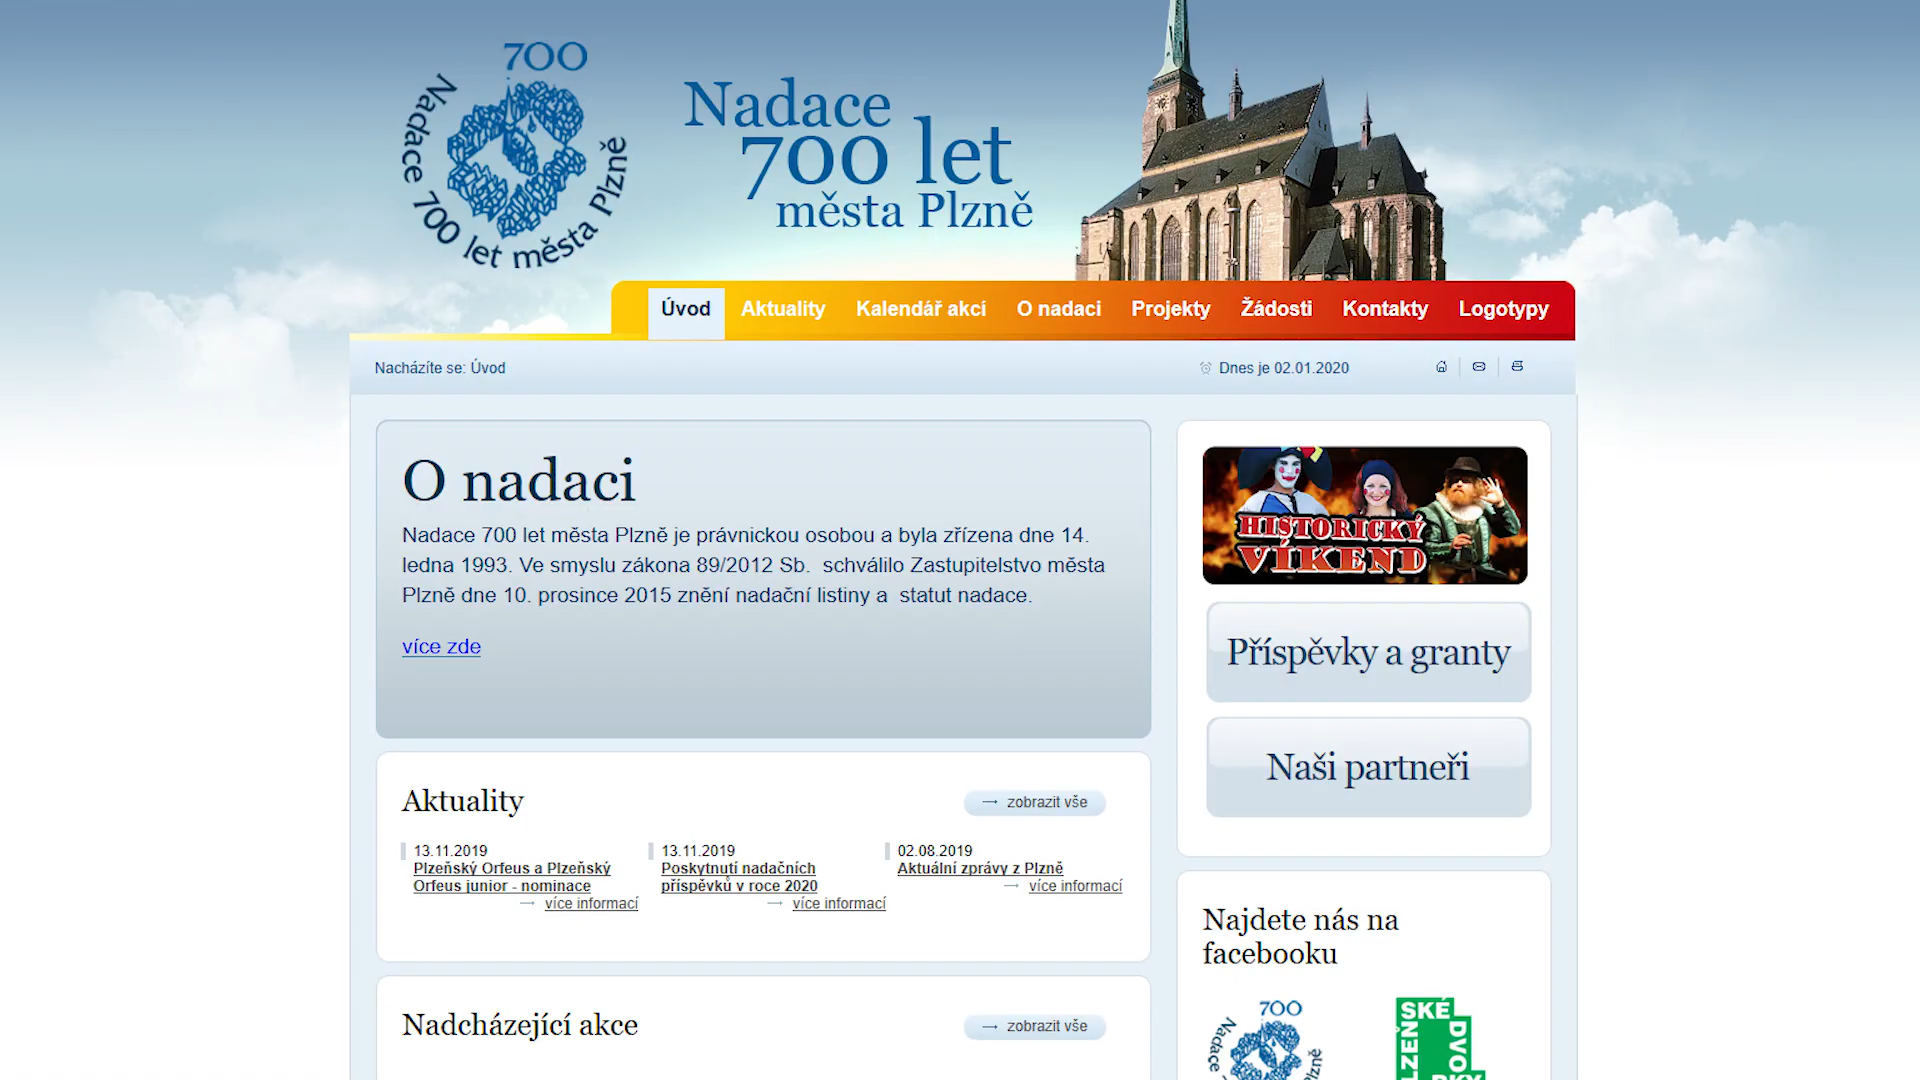 700
Nadace 700 let města Plzně
Nadace
700 let
města Plzně
Úvod
Aktuality
Kalendář akcí
O nadaci
Projekty
Žádosti
Kontakty
Logotypy
Nacházíte se: Úvod
Dnes je 02.01.2020
O nadaci
Nadace 700 let města Plzně je právnickou osobou a byla zřízena dne 14.
ledna 1993. Ve smyslu zákona 89/2012 Sb.  schválilo Zastupitelstvo města
Plzně dne 10. prosince 2015 znění nadační listiny a  statut nadace.
více zde
HISTORICKÝ
VÍKEND
Příspěvky a granty
Naši partneři
Aktuality
zobrazit vše
13.11.2019
Plzeňský Orfeus a Plzeňský
Orfeus junior - nominace
více informací
13.11.2019
Poskytnutí nadačních
příspěvků v roce 2020
více informací
02.08.2019
Aktuální zprávy z Plzně
více informací
Nadcházející akce
zobrazit vše
Najdete nás na
facebooku
700
Nadace
SKÉ
DVO